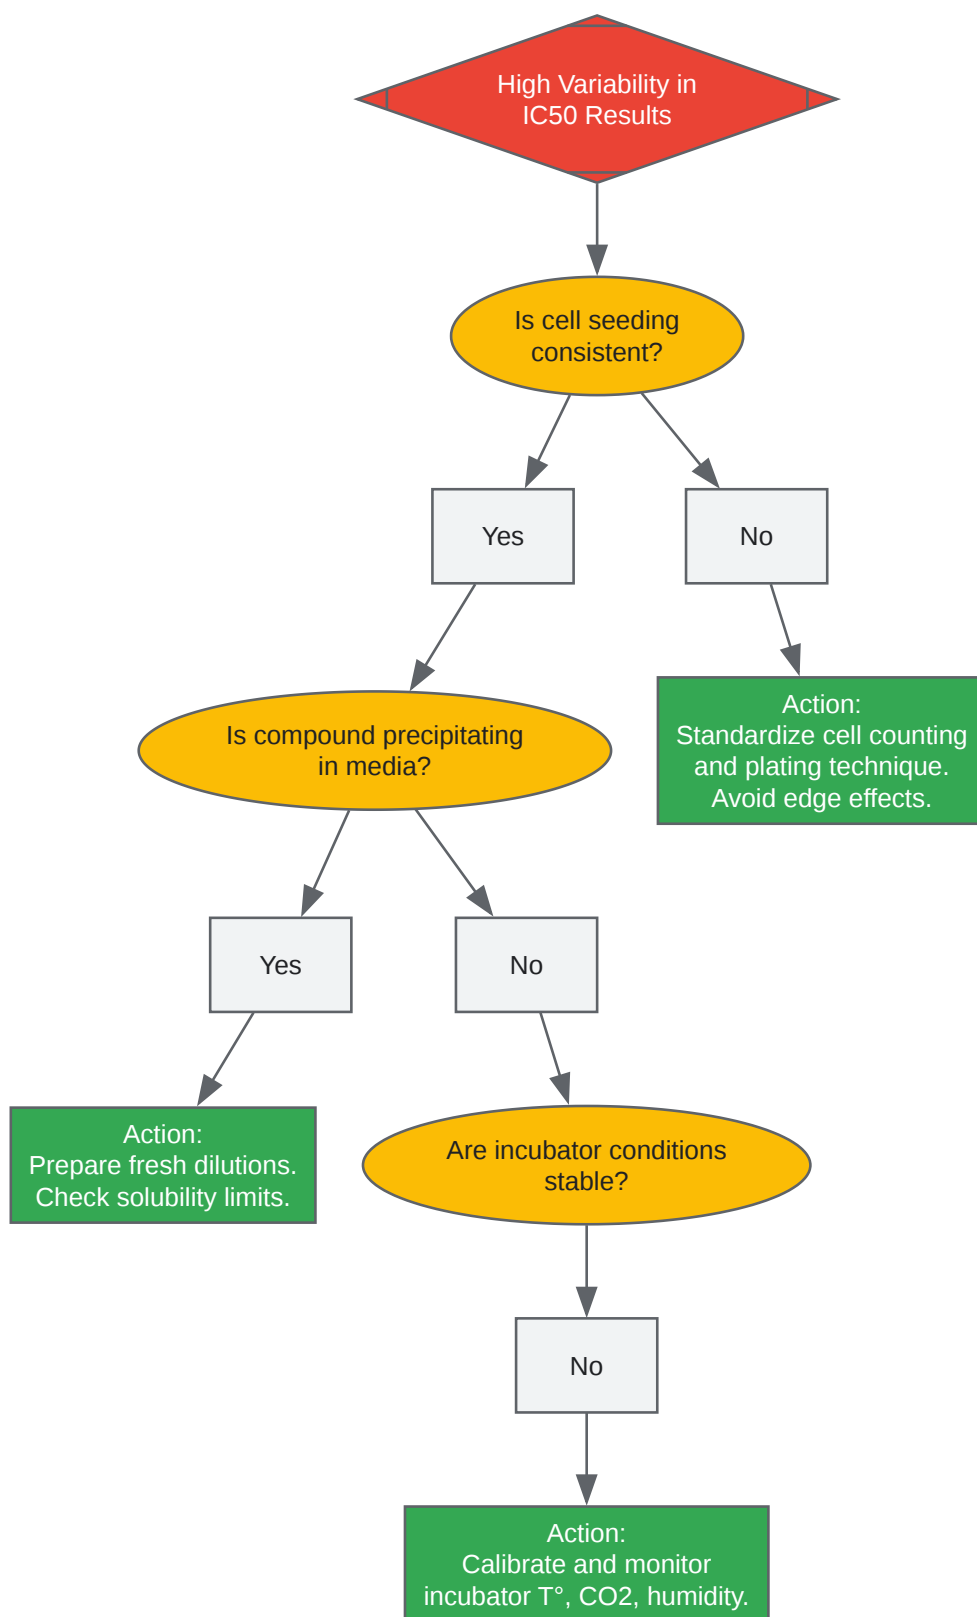 High Variability in
IC50 Results
Is cell seeding
consistent?
Yes
No
Is compound precipitating
in media?
Action:
Standardize cell counting
and plating technique.
Avoid edge effects.
Yes
No
Action:
Prepare fresh dilutions.
Check solubility limits.
Are incubator conditions
stable?
No
Action:
Calibrate and monitor
incubator T°, CO2, humidity.